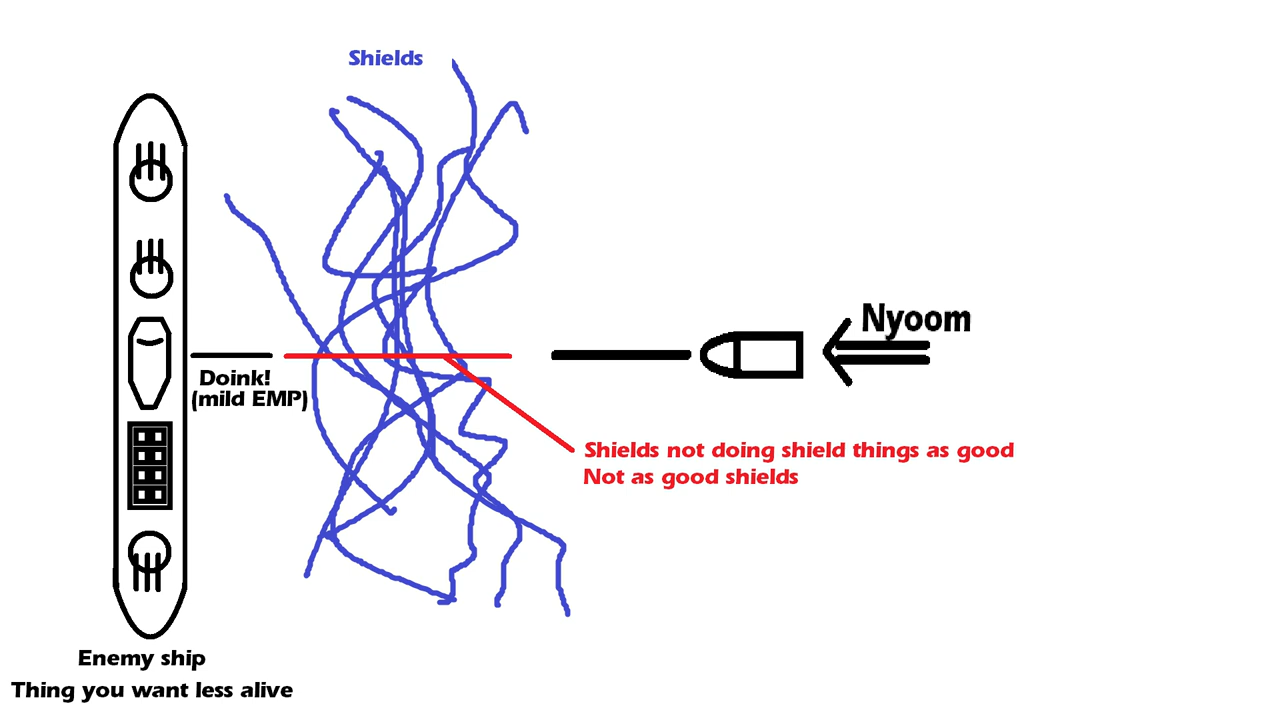 Shields
Nyoom
Doink!
(mild EMP)
Shields not doing shield things as good
Not as good shields
Enemy ship
Thing you want less alive